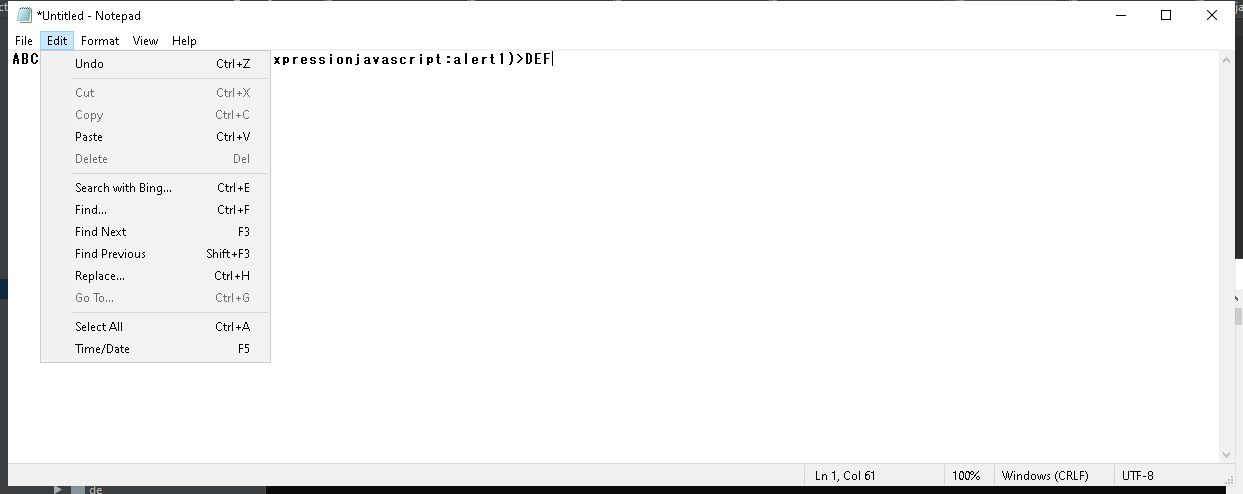 *Untitled - Notepad
File Edit Format View Help
ABC xpressionjavascript:alert1)>DEF
Undo Ctrl+Z
Cut Ctrl+X
Copy Ctrl+C
Paste Ctrl+V
Delete Del
Search with Bing... Ctrl+E
Find... Ctrl+F
Find Next F3
Find Previous Shift+F3
Replace... Ctrl+H
Go To... Ctrl+G
Select All Ctrl+A
Time/Date F5
Ln 1, Col 61 100% Windows (CRLF) UTF-8
de